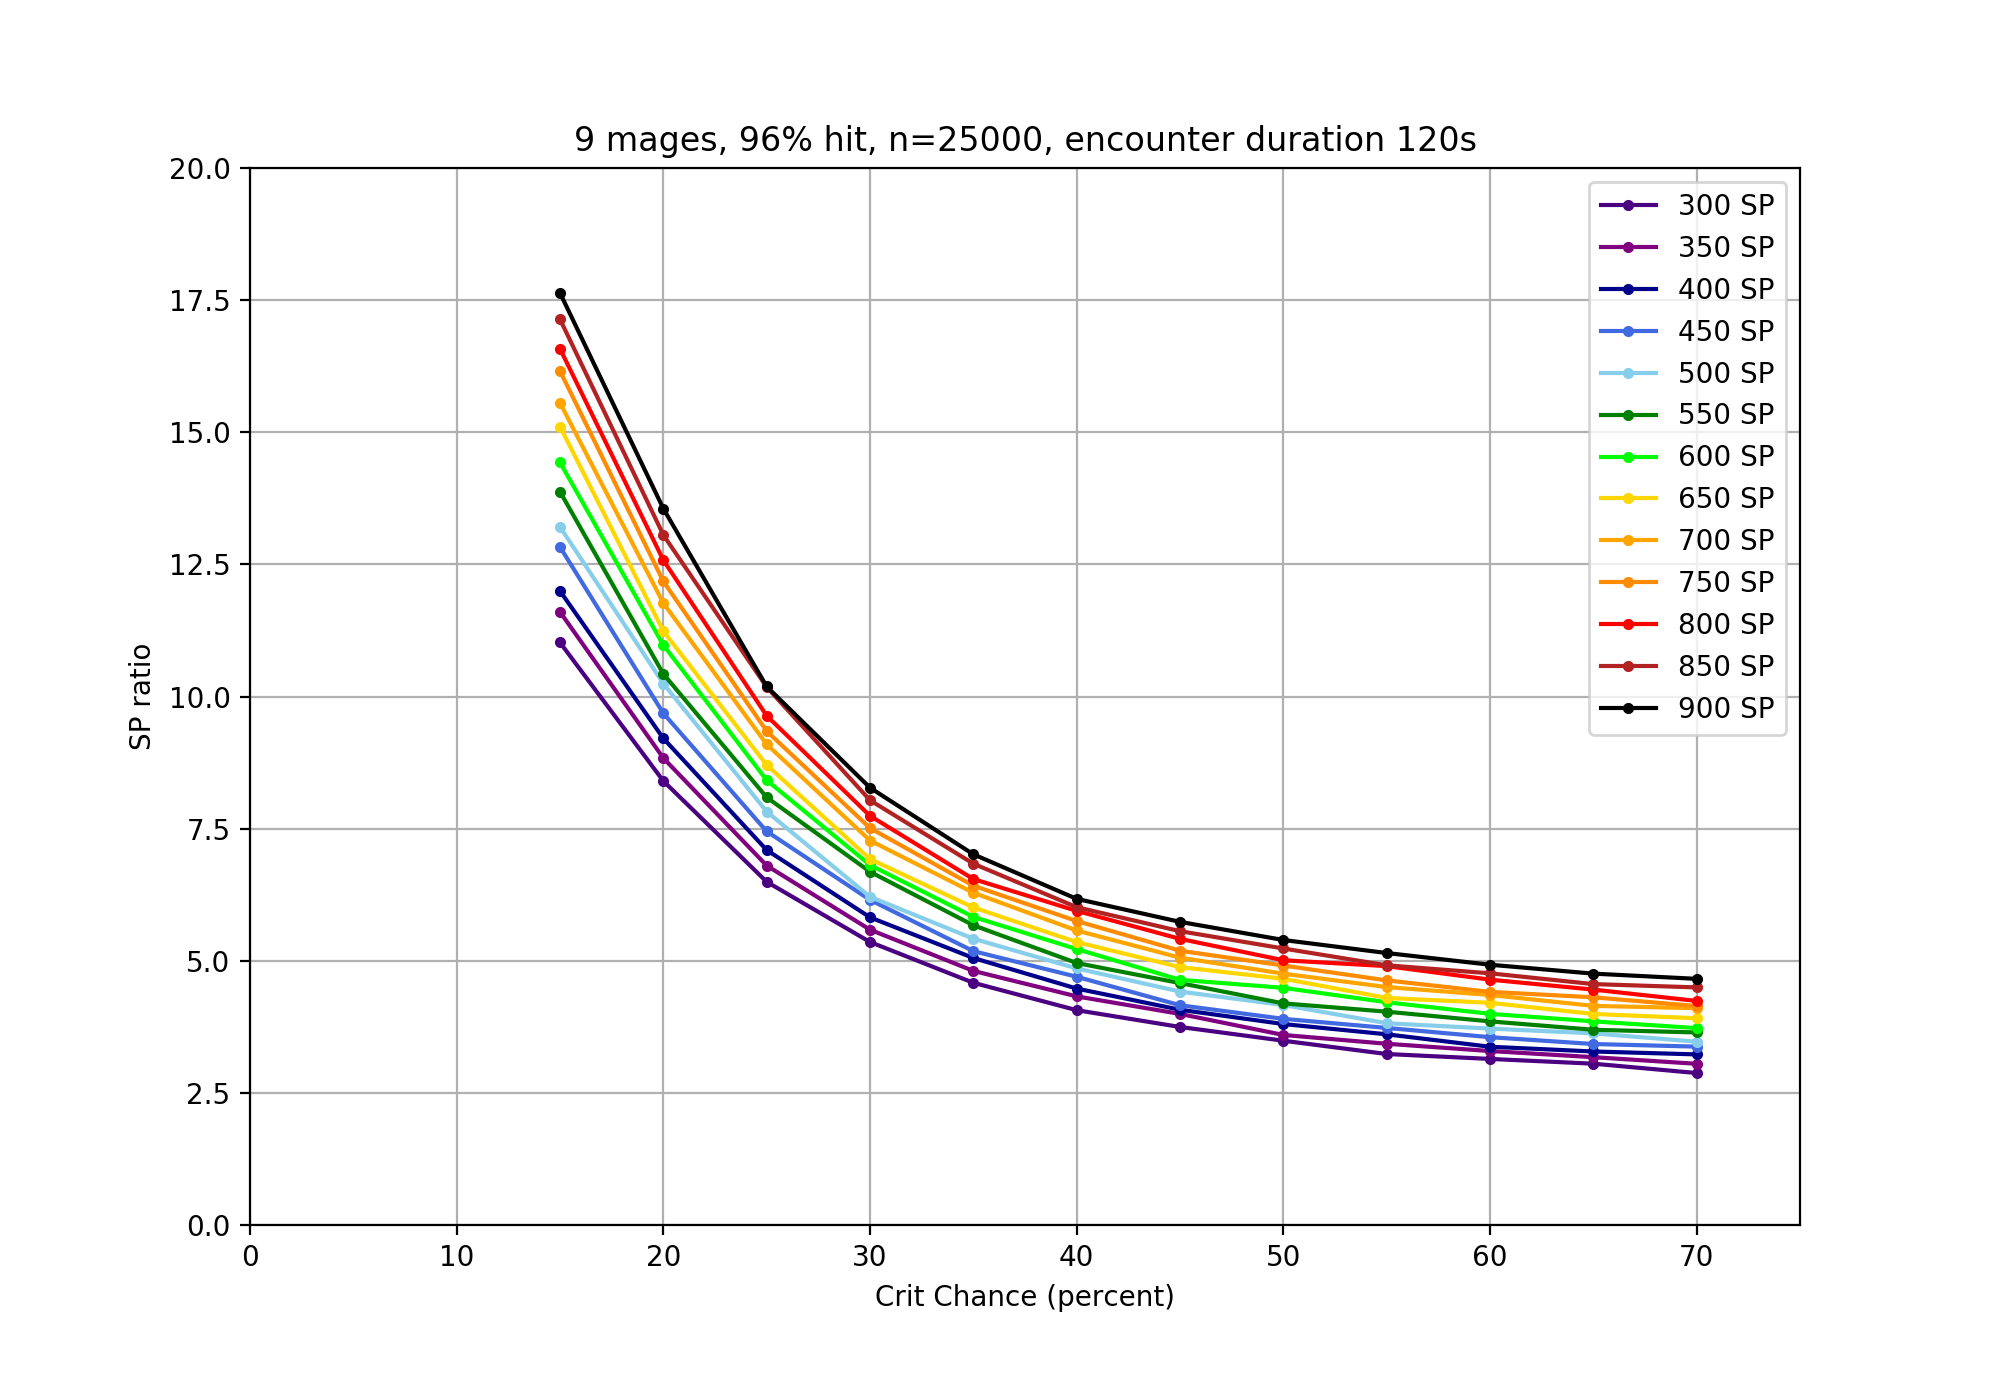 9 mages, 96% hit, n=25000, encounter duration 120s
20.0
17.5
15.0
12.5
10.0
7.5
5.0
2.5
0.0
SP ratio
0 10 20 30 40 50 60 70
Crit Chance (percent)
300 SP
350 SP
400 SP
450 SP
500 SP
550 SP
600 SP
650 SP
700 SP
750 SP
800 SP
850 SP
900 SP